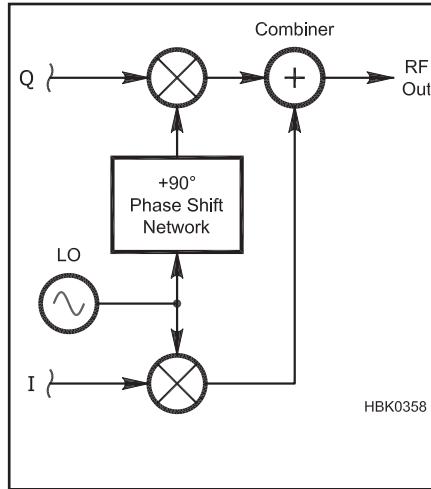 Combiner
Q
+
RF
Out
+90°
Phase Shift
Network
LO
I
HBK0358